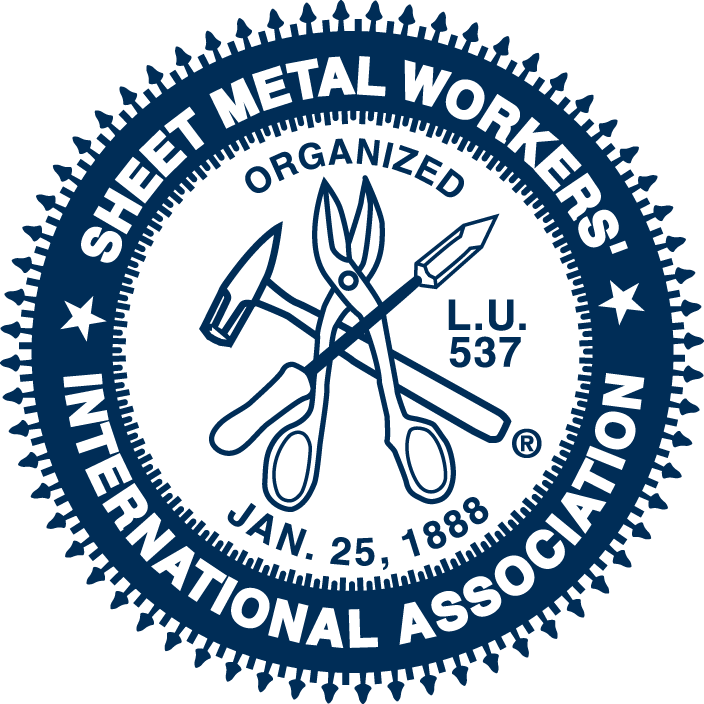 SHEET METAL WORKERS'
ORGANIZED
L.U.
537
®
JAN. 25, 1888
INTERNATIONAL ASSOCIATION